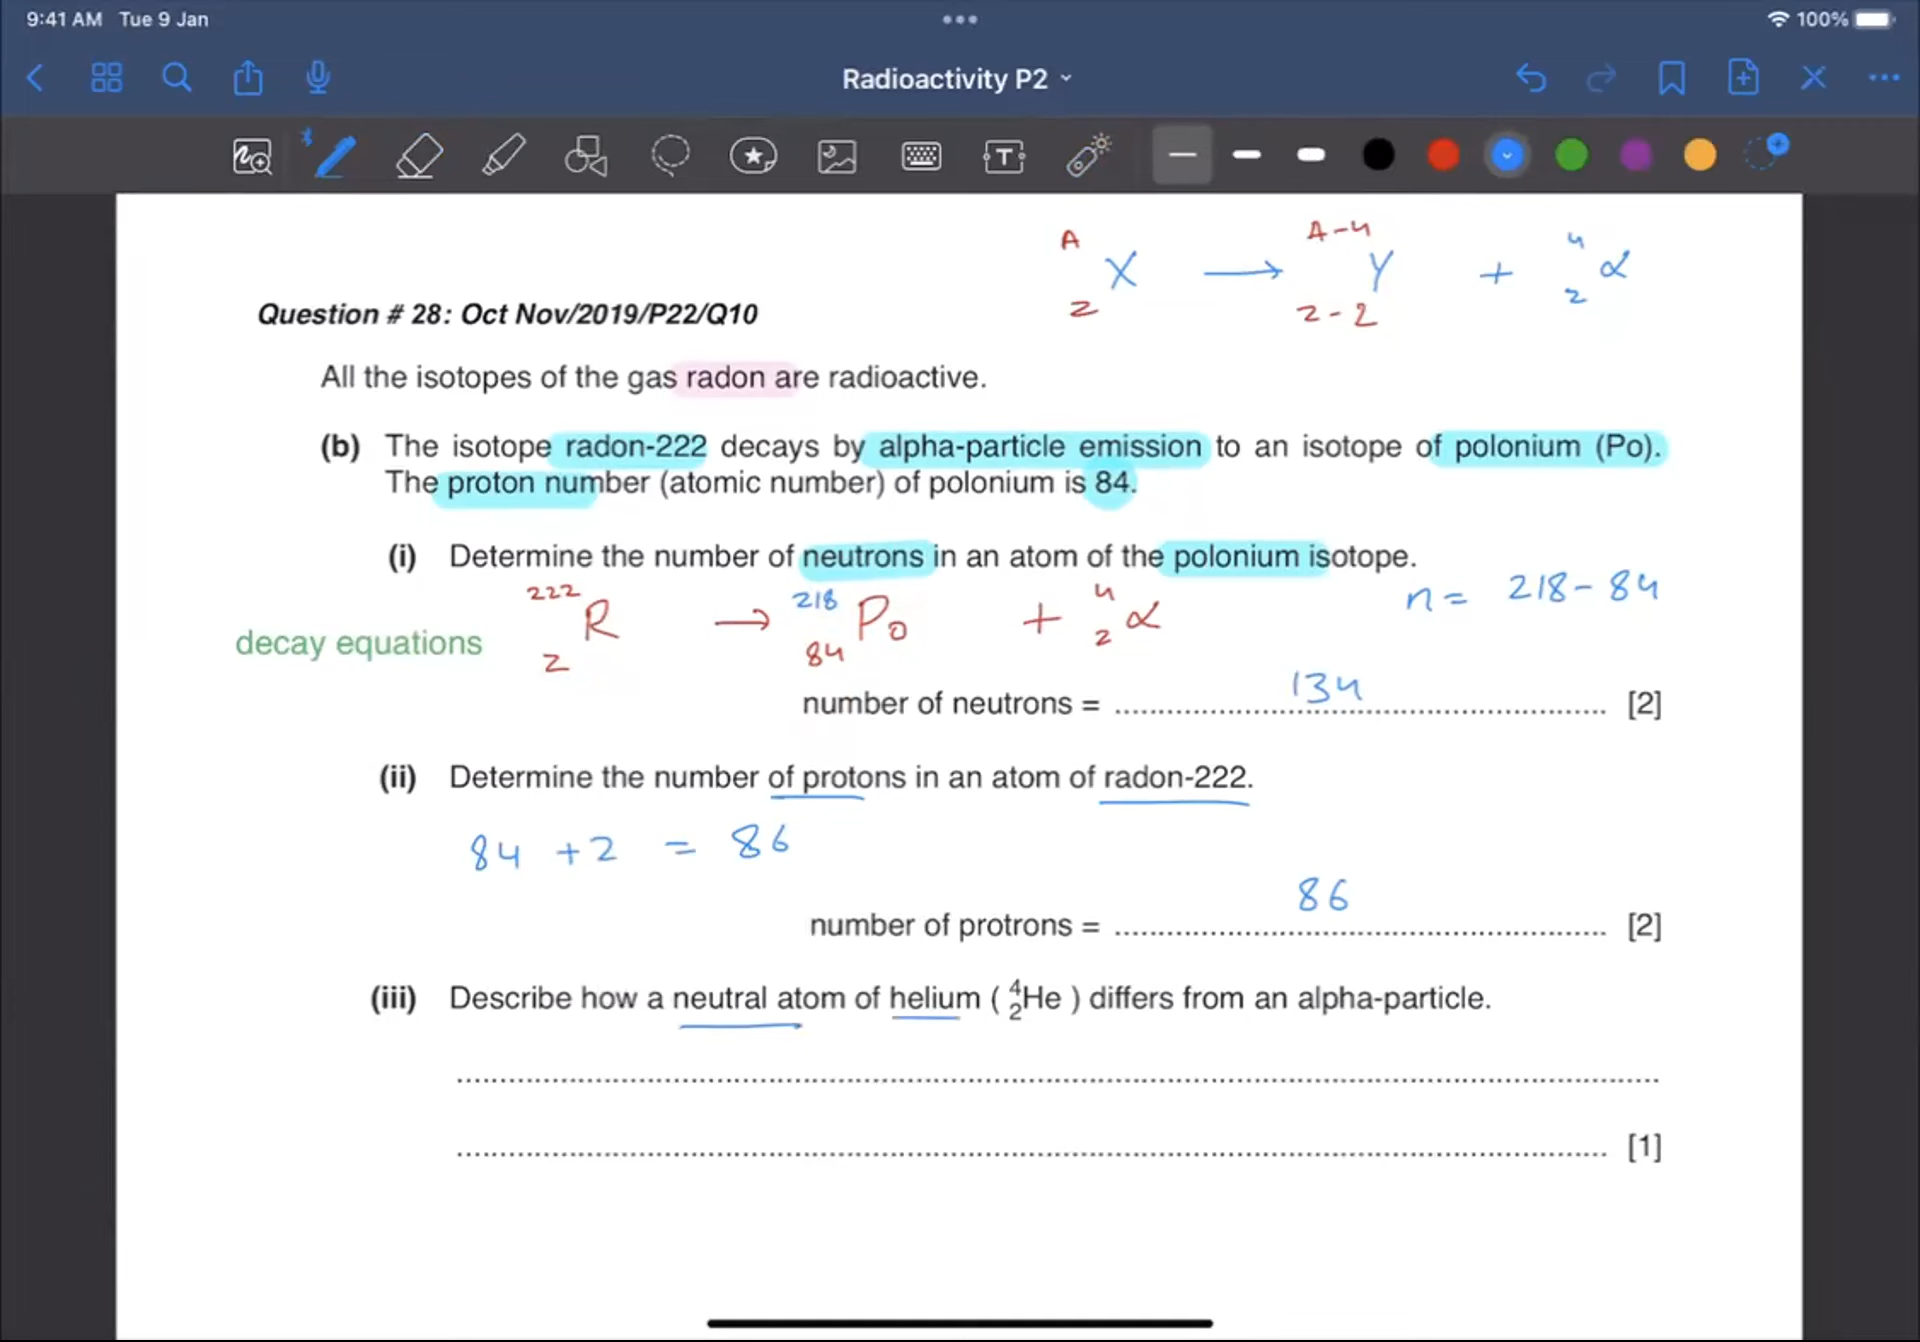 9:41 AM Tue 9 Jan
100%
Radioactivity P2
A X → A-4 Y + 4 α
z z-2 2
Question # 28: Oct Nov/2019/P22/Q10
All the isotopes of the gas radon are radioactive.
(b) The isotope radon-222 decays by alpha-particle emission to an isotope of polonium (Po).
The proton number (atomic number) of polonium is 84.
(i) Determine the number of neutrons in an atom of the polonium isotope.
222 R → 218 Po + 4 α n = 218 - 84
z 84 2
decay equations
number of neutrons = 134 [2]
(ii) Determine the number of protons in an atom of radon-222.
84 + 2 = 86
number of protrons = 86 [2]
(iii) Describe how a neutral atom of helium ( 4 2 He ) differs from an alpha-particle.
[1]